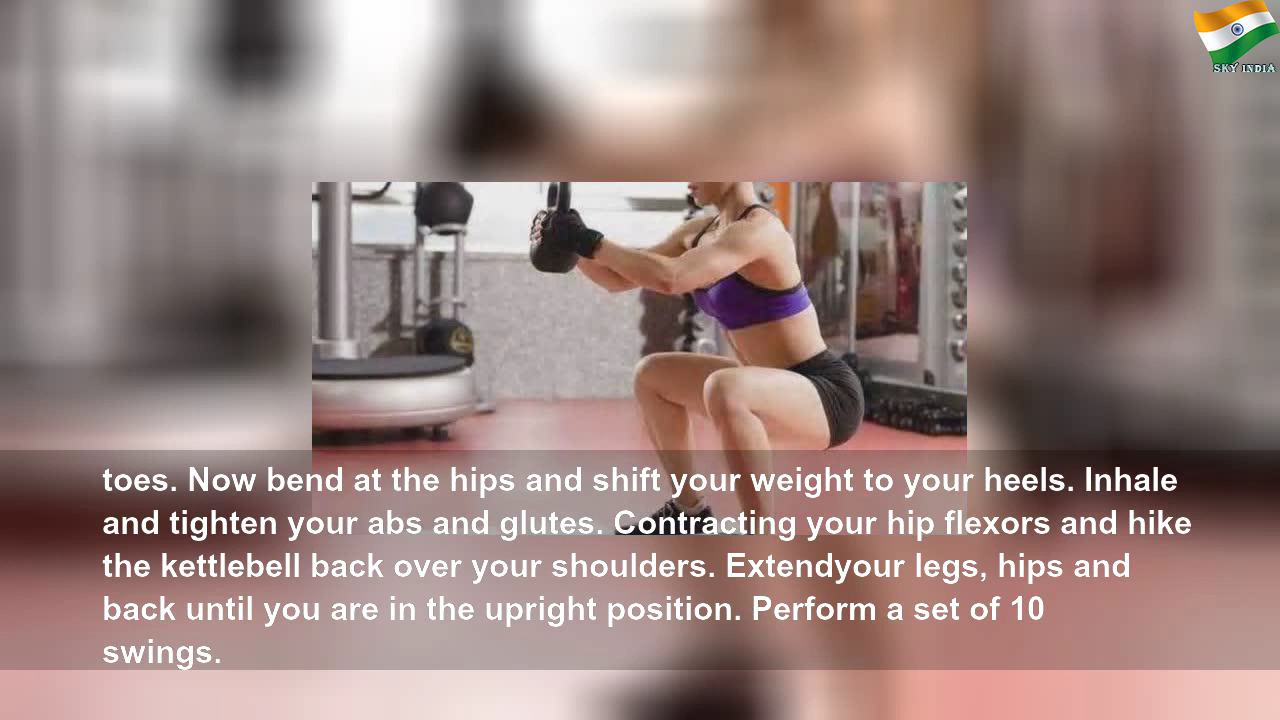 SKY INDIA
toes. Now bend at the hips and shift your weight to your heels. Inhale
and tighten your abs and glutes. Contracting your hip flexors and hike
the kettlebell back over your shoulders. Extendyour legs, hips and
back until you are in the upright position. Perform a set of 10
swings.